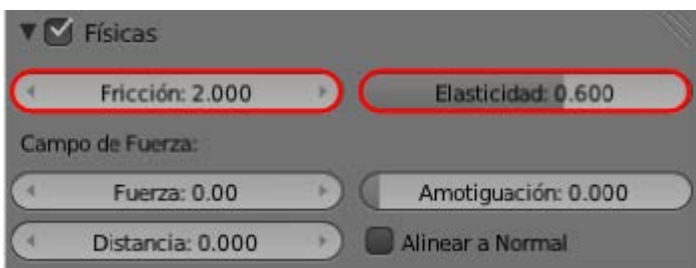 Físicas
Fricción: 2.000 Elasticidad: 0.600
Campo de Fuerza:
Fuerza: 0.00 Amotiguación: 0.000
Distancia: 0.000 Alinear a Normal